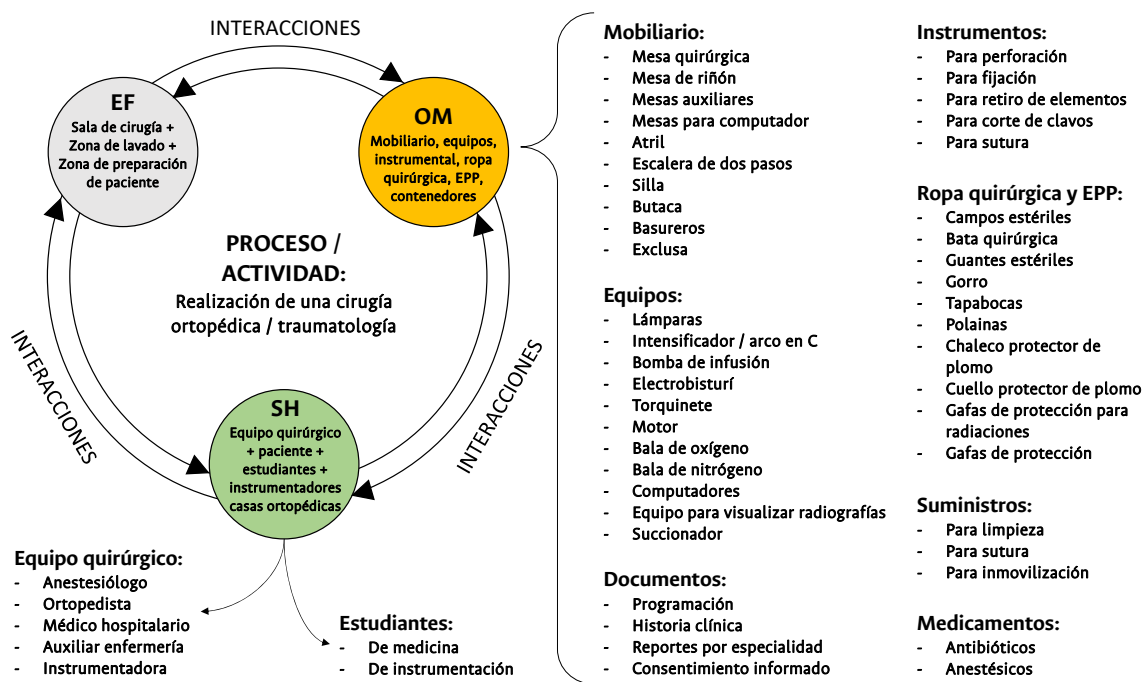 INTERACCIONES
EF
Sala de cirugía +
Zona de lavado +
Zona de preparación
de paciente
OM
Mobiliario, equipos,
instrumental, ropa
quirúrgica, EPP,
contenedores
PROCESO /
ACTIVIDAD:
Realización de una cirugía
ortopédica / traumatología
INTERACCIONES
INTERACCIONES
SH
Equipo quirúrgico
+ paciente +
estudiantes +
instrumentadores
casas ortopédicas
Equipo quirúrgico:
- Anestesiólogo
- Ortopedista
- Médico hospitalario
- Auxiliar enfermería
- Instrumentadora
Estudiantes:
- De medicina
- De instrumentación
Mobiliario:
- Mesa quirúrgica
- Mesa de riñón
- Mesas auxiliares
- Mesas para computador
- Atril
- Escalera de dos pasos
- Silla
- Butaca
- Basureros
- Exclusa
Equipos:
- Lámparas
- Intensificador / arco en C
- Bomba de infusión
- Electrobisturí
- Torquinete
- Motor
- Bala de oxígeno
- Bala de nitrógeno
- Computadores
- Equipo para visualizar radiografías
- Succionador
Documentos:
- Programación
- Historia clínica
- Reportes por especialidad
- Consentimiento informado
Instrumentos:
- Para perforación
- Para fijación
- Para retiro de elementos
- Para corte de clavos
- Para sutura
Ropa quirúrgica y EPP:
- Campos estériles
- Bata quirúrgica
- Guantes estériles
- Gorro
- Tapabocas
- Polainas
- Chaleco protector de
plomo
- Cuello protector de plomo
- Gafas de protección para
radiaciones
- Gafas de protección
Suministros:
- Para limpieza
- Para sutura
- Para inmovilización
Medicamentos:
- Antibióticos
- Anestésicos